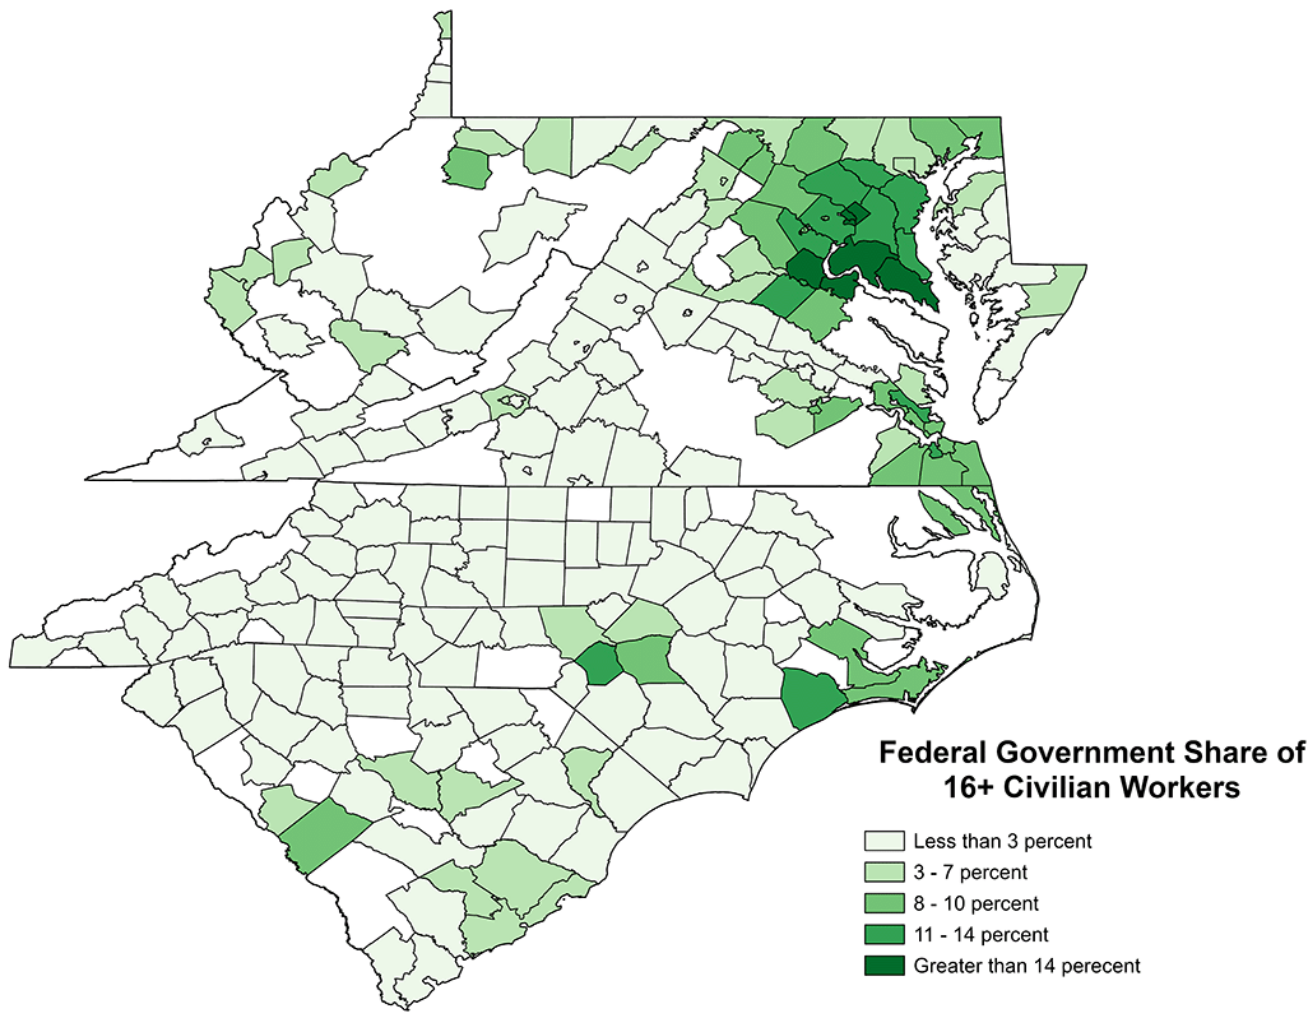 Federal Government Share of
16+ Civilian Workers
Less than 3 percent
3 - 7 percent
8 - 10 percent
11 - 14 percent
Greater than 14 perecent